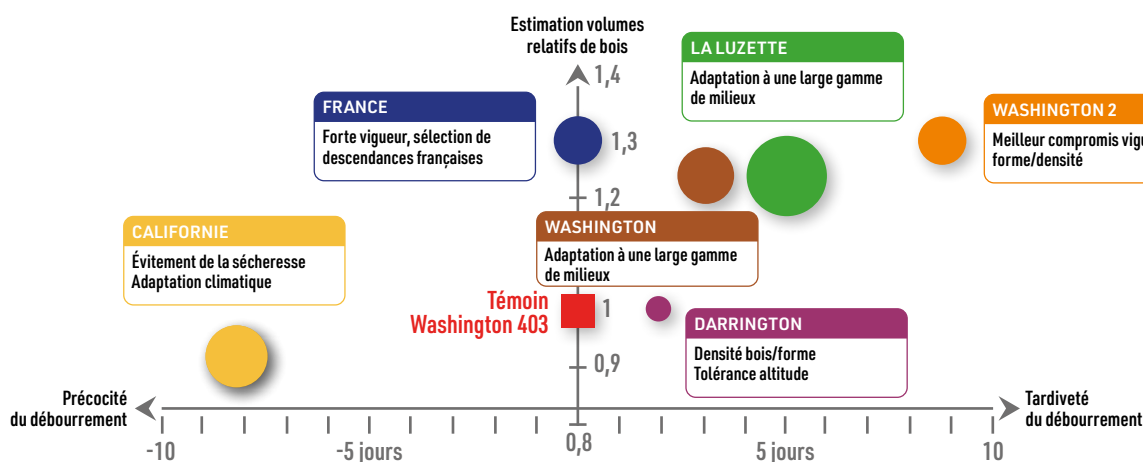 Estimation volumes
relatifs de bois
1,4
LA LUZETTE
Adaptation à une large gamme
de milieux
FRANCE
Forte vigueur, sélection de
descendances françaises
1,3
WASHINGTON 2
Meilleur compromis
forme/densité
1,2
CALIFORNIE
Évitement de la sécheresse
Adaptation climatique
WASHINGTON
Adaptation à une large gamme
de milieux
Témoin
Washington 403
1
DARRINGTON
Densité bois/forme
Tolérance altitude
0,9
Précocité
du débourrement
Tardiveté
du débourrement
-10
-5 jours
0,8
5 jours
10